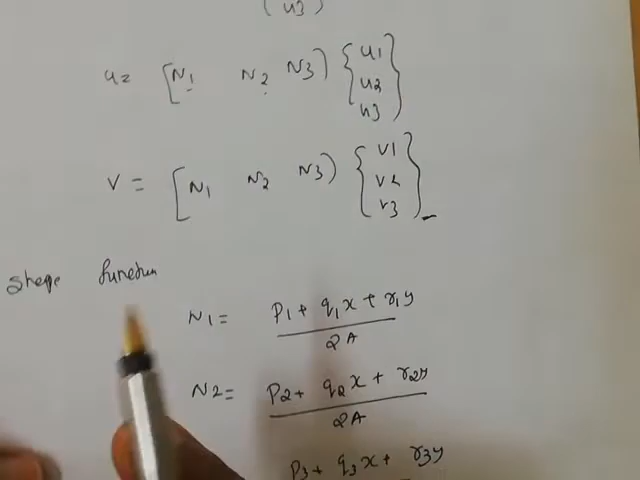 u3 )
u= [N1 N2 N3) { u1
u2
u3 }
v = [N1 N2 N3) { v1
v2
v3 }
Shape function
N1 = p1 + q1x + r1y
2A
N2 = p2 + q2x + r2y
2A
p3 + q3x + r3y